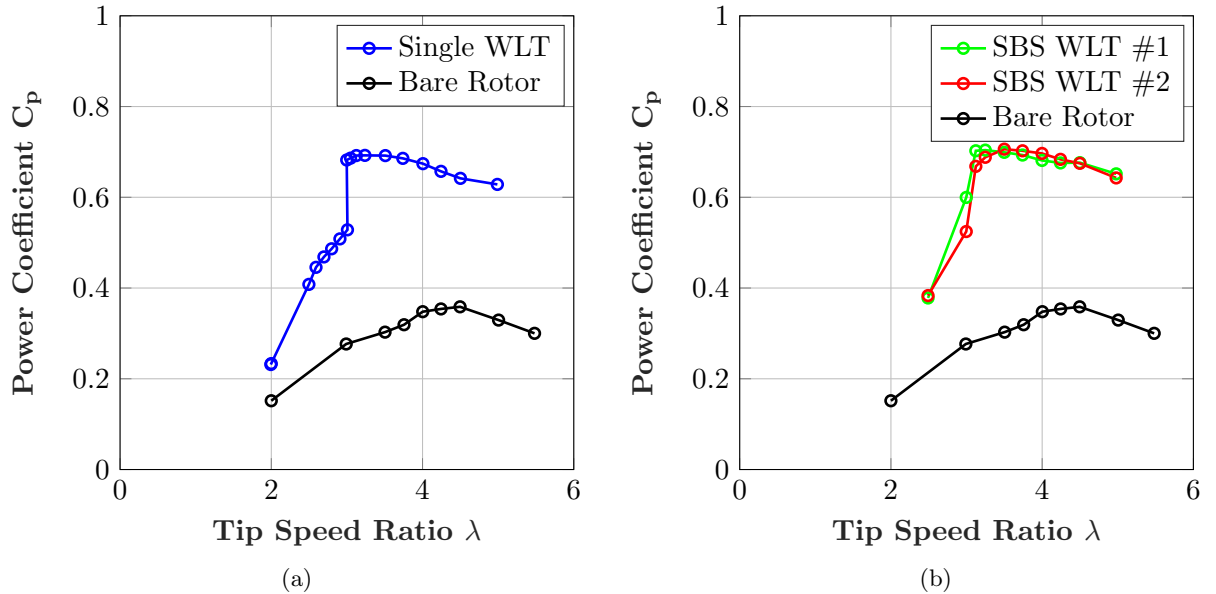 1
0.8
0.6
0.4
0.2
0
0
2
4
6
Power Coefficient C_p
Tip Speed Ratio λ
Single WLT
Bare Rotor
(a)
1
0.8
0.6
0.4
0.2
0
0
2
4
6
Power Coefficient C_p
Tip Speed Ratio λ
SBS WLT #1
SBS WLT #2
Bare Rotor
(b)